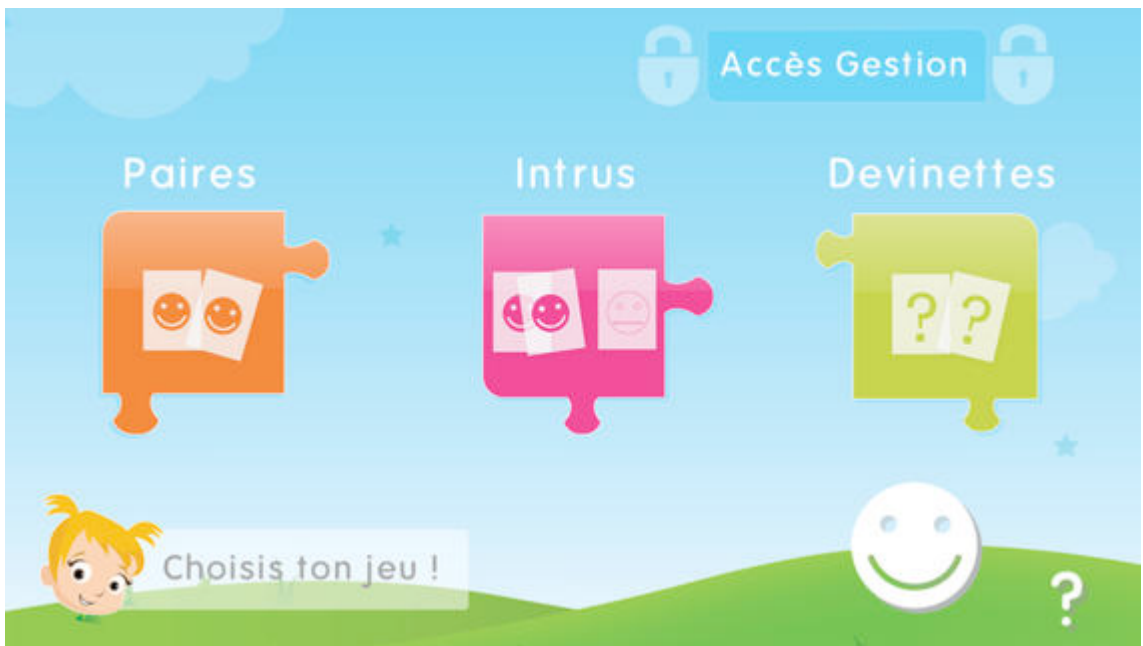 Accès Gestion
Paires
Intrus
Devinettes
? ?
Choisis ton jeu !
?